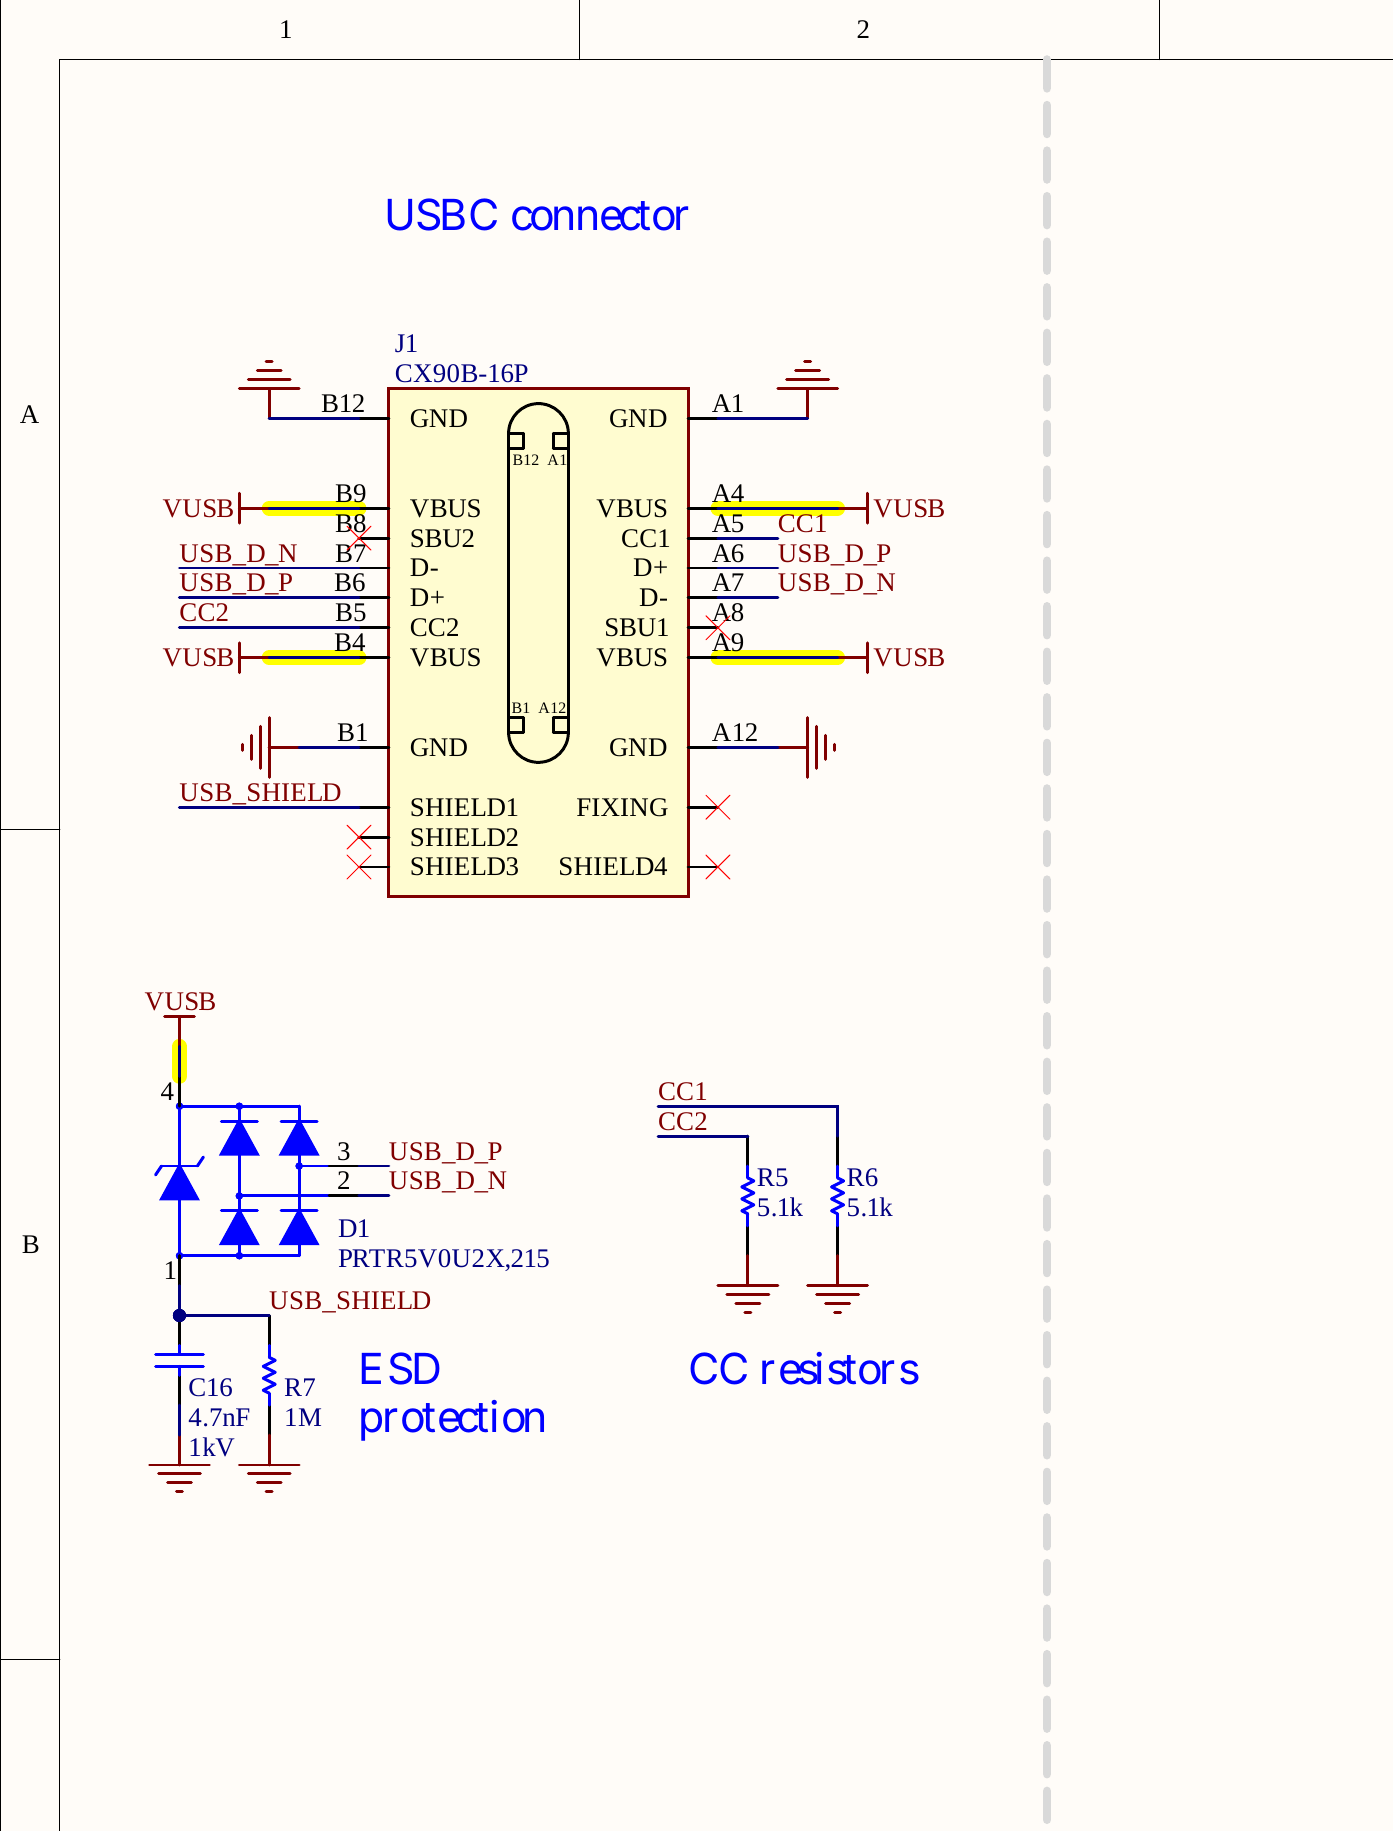 1
2
A
B
USBC connector
J1
CX90B-16P
B12
GND
GND
A1
B12 A1
VUSB
B9
VBUS
VBUS
A4
VUSB
B8
SBU2
CC1
A5
CC1
USB_D_N
B7
D-
D+
A6
USB_D_P
USB_D_P
B6
D+
D-
A7
USB_D_N
CC2
B5
CC2
SBU1
A8
VUSB
B4
VBUS
VBUS
A9
VUSB
B1 A12
B1
GND
GND
A12
USB_SHIELD
SHIELD1
FIXING
SHIELD2
SHIELD3
SHIELD4
VUSB
4
3
USB_D_P
2
USB_D_N
D1
PRTR5V0U2X,215
1
USB_SHIELD
C16
4.7nF
1kV
R7
1M
ESD
protection
CC1
CC2
R5
5.1k
R6
5.1k
CC resistors